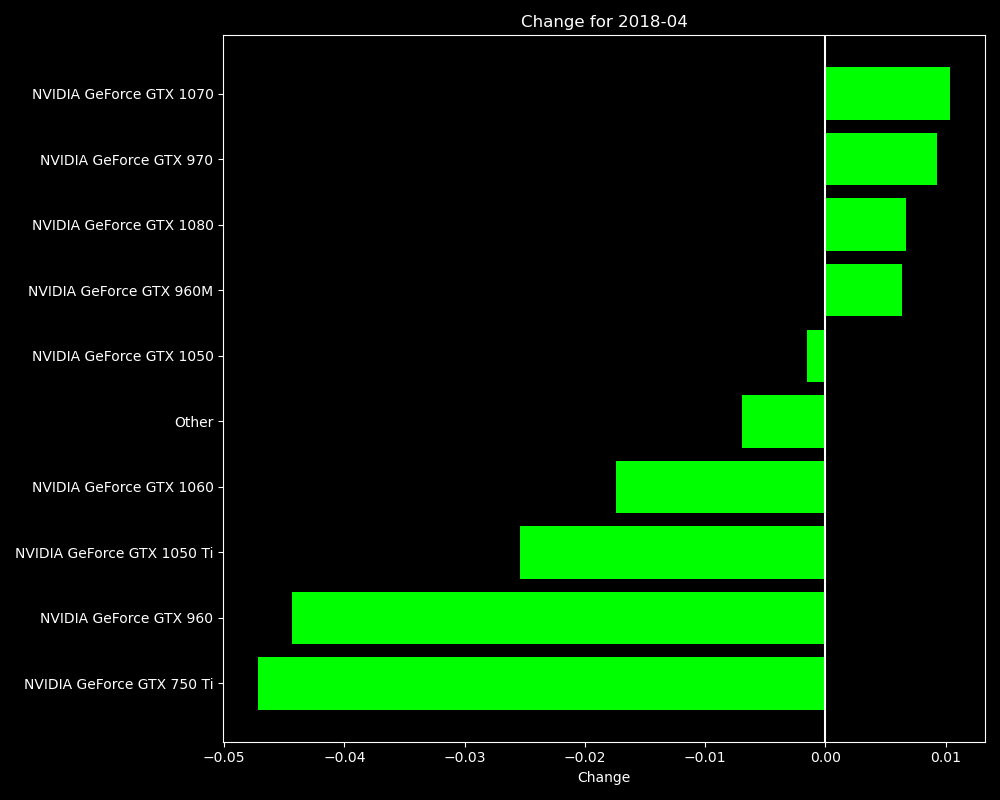 Change for 2018-04
NVIDIA GeForce GTX 1070
NVIDIA GeForce GTX 970
NVIDIA GeForce GTX 1080
NVIDIA GeForce GTX 960M
NVIDIA GeForce GTX 1050
Other
NVIDIA GeForce GTX 1060
NVIDIA GeForce GTX 1050 Ti
NVIDIA GeForce GTX 960
NVIDIA GeForce GTX 750 Ti
−0.05 −0.04 −0.03 −0.02 −0.01 0.00 0.01
Change